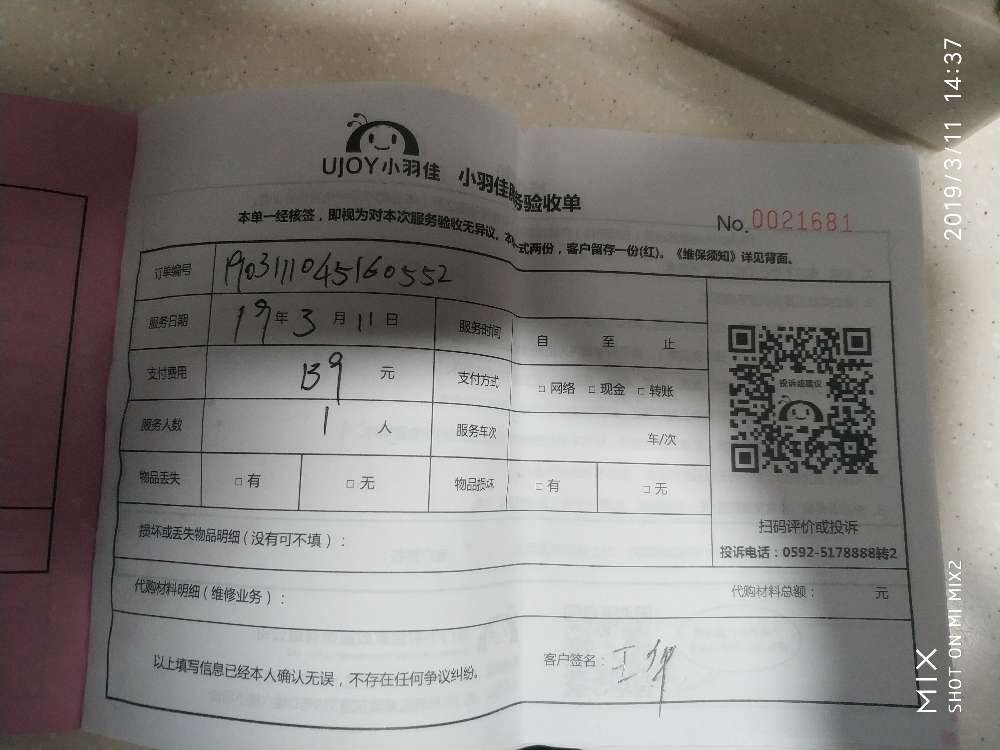 UJOY小羽佳 小羽佳服务验收单
No.0021681
本单一经核签，即视为对本次服务验收无异议。本单一式两份，客户留存一份(红)。《维保须知》详见背面。
订单编号 1903111045160552
服务日期 19年3月11日 服务时间 自 至 止
支付费用 139 元 支付方式 □网络 □现金 □转账
服务人数 1 人 服务车次 车/次
物品丢失 □有 □无 物品损坏 □有 □无
投诉或建议
扫码评价或投诉
投诉电话：0592-5178888转2
损坏或丢失物品明细（没有可不填）：
代购材料明细（维修业务）： 代购材料总额： 元
以上填写信息已经本人确认无误，不存在任何争议纠纷。 客户签名：
2019/3/11 14:37
MIX
SHOT ON MI MIX2